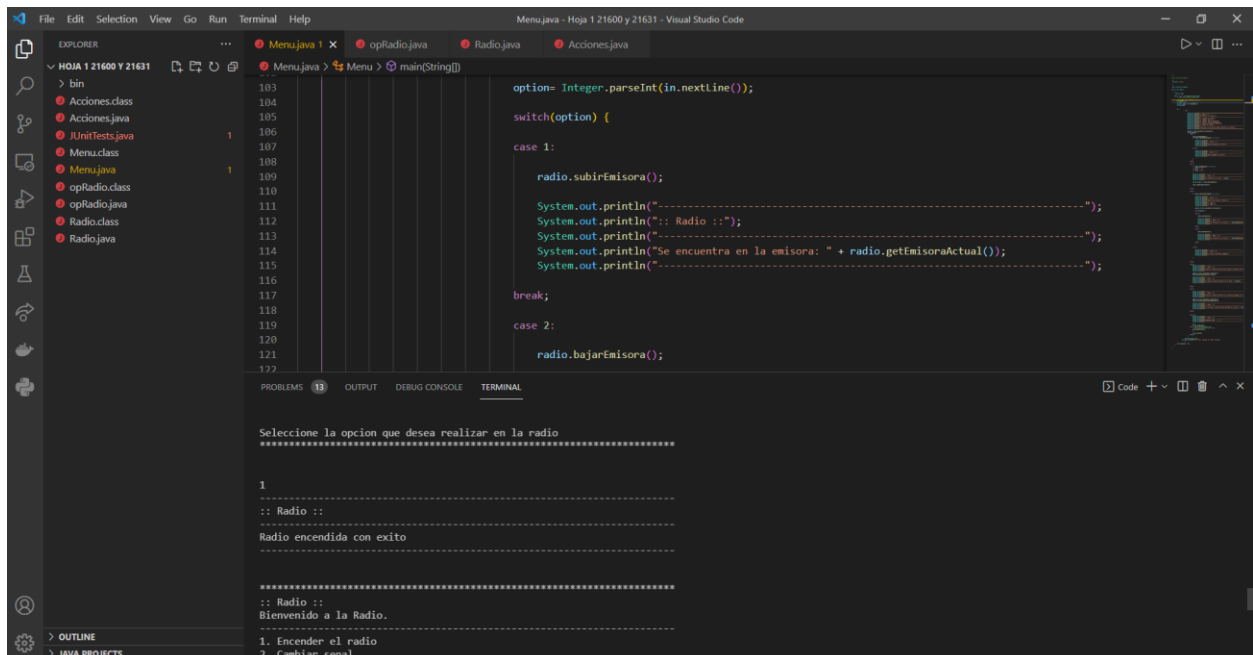 File Edit Selection View Go Run Terminal Help
Menu.java - Hoja 1 21600 y 21631 - Visual Studio Code
EXPLORER
HOJA 1 21600 Y 21631
bin
Acciones.class
Acciones.java
JUnitTests.java 1
Menu.class
Menu.java 1
opRadio.class
opRadio.java
Radio.class
Radio.java
OUTLINE
JAVA PROJECTS
Menu.java 1 opRadio.java Radio.java Acciones.java
Menu.java > Menu > main(String[])
103 option= Integer.parseInt(in.nextLine());
104
105 switch(option) {
106
107 case 1:
108
109 radio.subirEmisora();
110
111 System.out.println("-----------------------------------------------------------------------");
112 System.out.println(":: Radio ::");
113 System.out.println("-----------------------------------------------------------------------");
114 System.out.println("Se encuentra en la emisora: " + radio.getEmisoraActual());
115 System.out.println("-----------------------------------------------------------------------");
116
117 break;
118
119 case 2:
120
121 radio.bajarEmisora();
122
PROBLEMS 13 OUTPUT DEBUG CONSOLE TERMINAL
Code
Seleccione la opcion que desea realizar en la radio
***********************************************************************
1
-----------------------------------------------------------------------
:: Radio ::
-----------------------------------------------------------------------
Radio encendida con exito
-----------------------------------------------------------------------
***********************************************************************
:: Radio ::
Bienvenido a la Radio.
-----------------------------------------------------------------------
1. Encender el radio
2. Cambiar senal